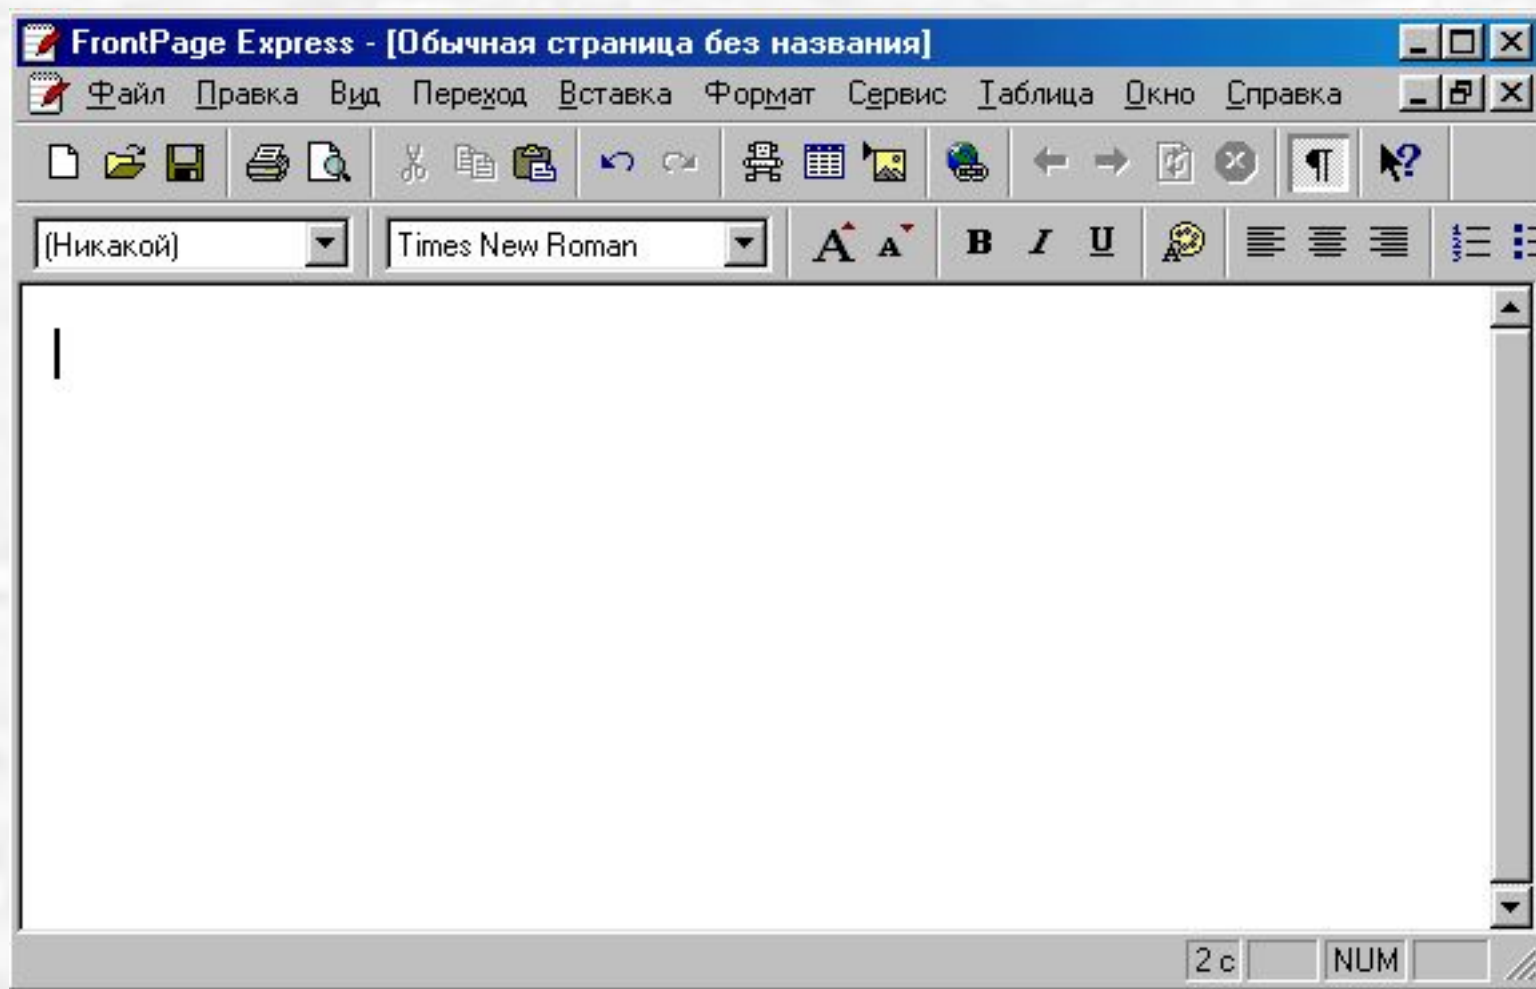 FrontPage Express - [Обычная страница без названия]
Файл Правка Вид Переход Вставка Формат Сервис Таблица Окно Справка
(Никакой) Times New Roman A A B I U
2 с NUM